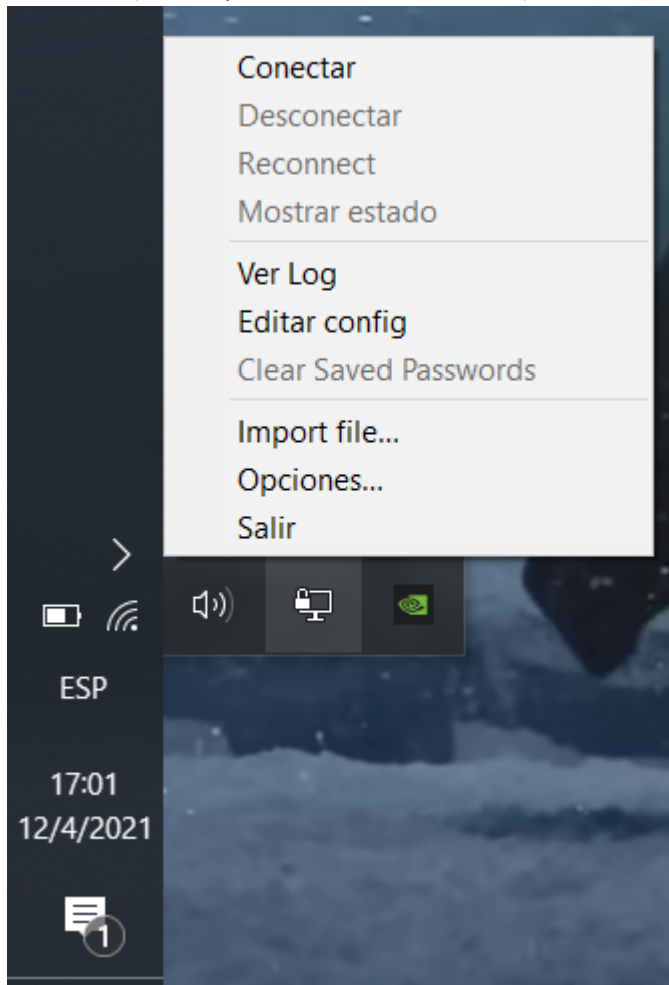 Conectar
Desconectar
Reconnect
Mostrar estado
Ver Log
Editar config
Clear Saved Passwords
Import file...
Opciones...
Salir
ESP
17:01
12/4/2021
1